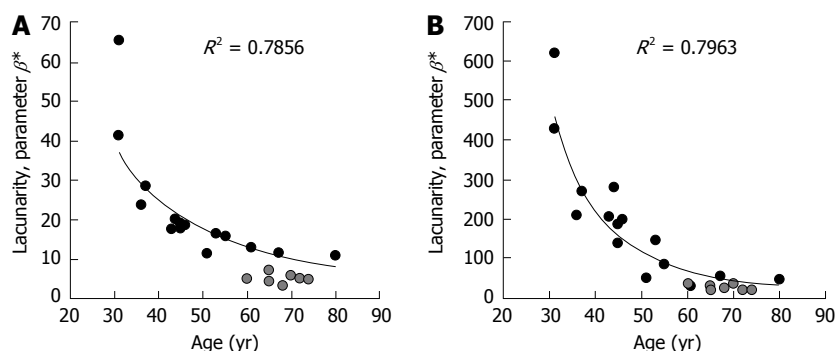 A
70
60
50
40
30
20
10
0
Lacunarity, parameter β*
R² = 0.7856
20 30 40 50 60 70 80 90
Age (yr)
B
700
600
500
400
300
200
100
0
Lacunarity, parameter β*
R² = 0.7963
20 30 40 50 60 70 80 90
Age (yr)